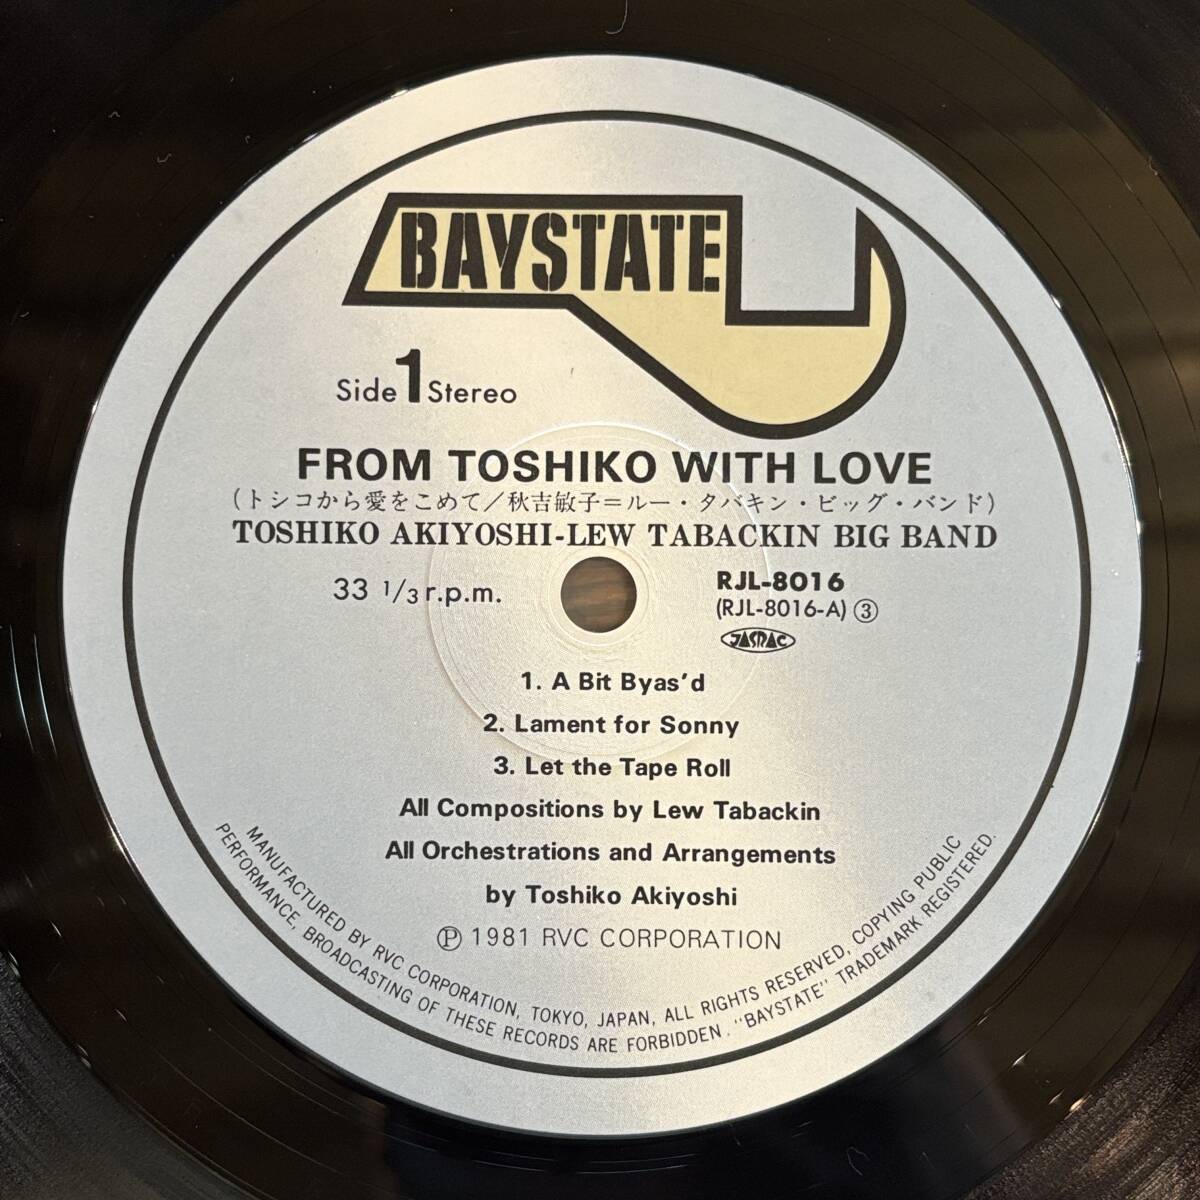 BAYSTATE
Side 1 Stereo
FROM TOSHIKO WITH LOVE
(トシコから愛をこめて/秋吉敏子=ルー・タバキン・ビッグ・バンド)
TOSHIKO AKIYOSHI-LEW TABACKIN BIG BAND
33 1/3 r.p.m.
RJL-8016
(RJL-8016-A) ③
JASRAC
1. A Bit Byas'd
2. Lament for Sonny
3. Let the Tape Roll
All Compositions by Lew Tabackin
All Orchestrations and Arrangements
by Toshiko Akiyoshi
Ⓟ 1981 RVC CORPORATION
MANUFACTURED BY RVC CORPORATION, TOKYO, JAPAN, ALL RIGHTS RESERVED, COPYING PUBLIC
PERFORMANCE, BROADCASTING OF THESE RECORDS ARE FORBIDDEN. "BAYSTATE" TRADEMARK REGISTERED.